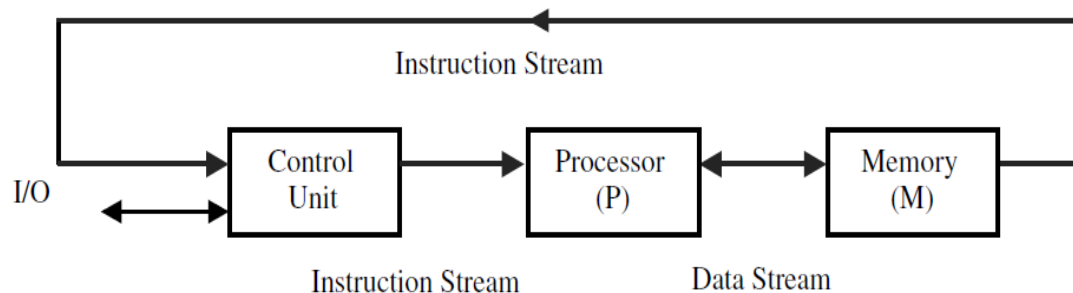 Instruction Stream
I/O
Control
Unit
Processor
(P)
Memory
(M)
Instruction Stream
Data Stream